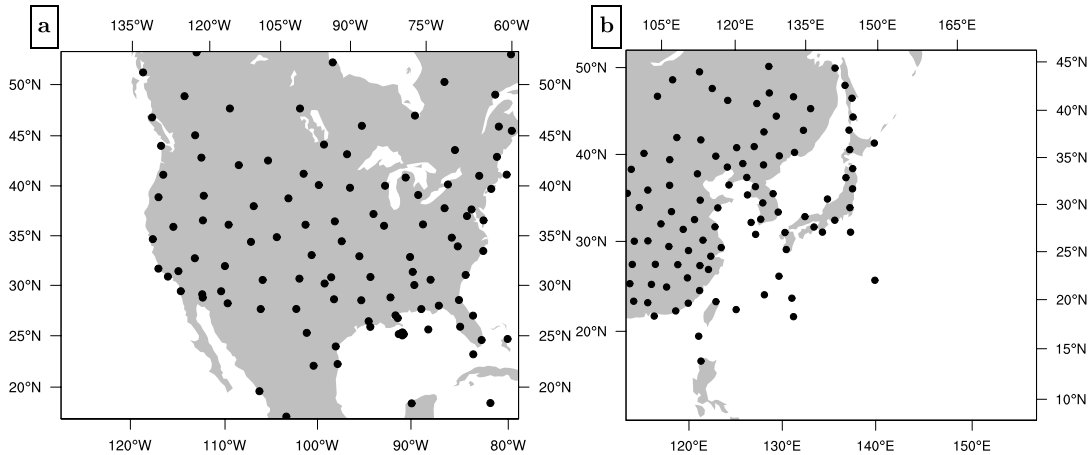 a
135°W 120°W 105°W 90°W 75°W 60°W
50°N 50°N
45°N 45°N
40°N 40°N
35°N 35°N
30°N 30°N
25°N 25°N
20°N 20°N
120°W 110°W 100°W 90°W 80°W
b
105°E 120°E 135°E 150°E 165°E
50°N 45°N
40°N
40°N 35°N
30°N
30°N 25°N
20°N
20°N 15°N
10°N
120°E 130°E 140°E 150°E